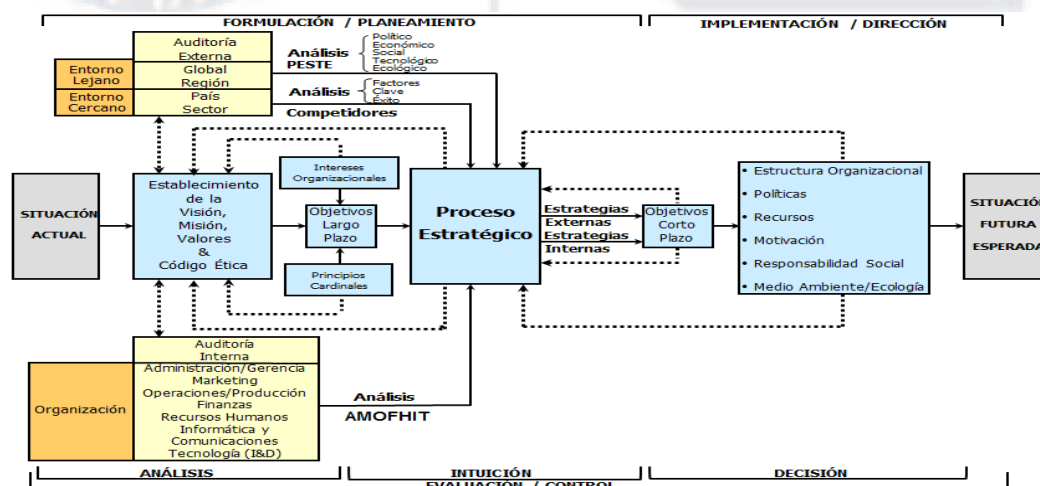 FORMULACIÓN / PLANEAMIENTO
IMPLEMENTACIÓN / DIRECCIÓN
Auditoría
Externa
Entorno
Lejano
Global
Región
Entorno
Cercano
País
Sector
Análisis
PESTE
Político
Económico
Social
Tecnológico
Ecológico
Análisis
Factores
Clave
Éxito
Competidores
SITUACIÓN
ACTUAL
Establecimiento
de la
Visión,
Misión,
Valores
&
Código Ética
Intereses
Organizacionales
Objetivos
Largo
Plazo
Principios
Cardinales
Proceso
Estratégico
Estrategias
Externas
Estrategias
Internas
Objetivos
Corto
Plazo
• Estructura Organizacional
• Políticas
• Recursos
• Motivación
• Responsabilidad Social
• Medio Ambiente/Ecología
SITUACIÓN
FUTURA
ESPERADA
Organización
Auditoría
Interna
Administración/Gerencia
Marketing
Operaciones/Producción
Finanzas
Recursos Humanos
Informática y
Comunicaciones
Tecnología (I&D)
Análisis
AMOFHIT
ANÁLISIS
INTUICIÓN
DECISIÓN
EVALUACIÓN / CONTROL